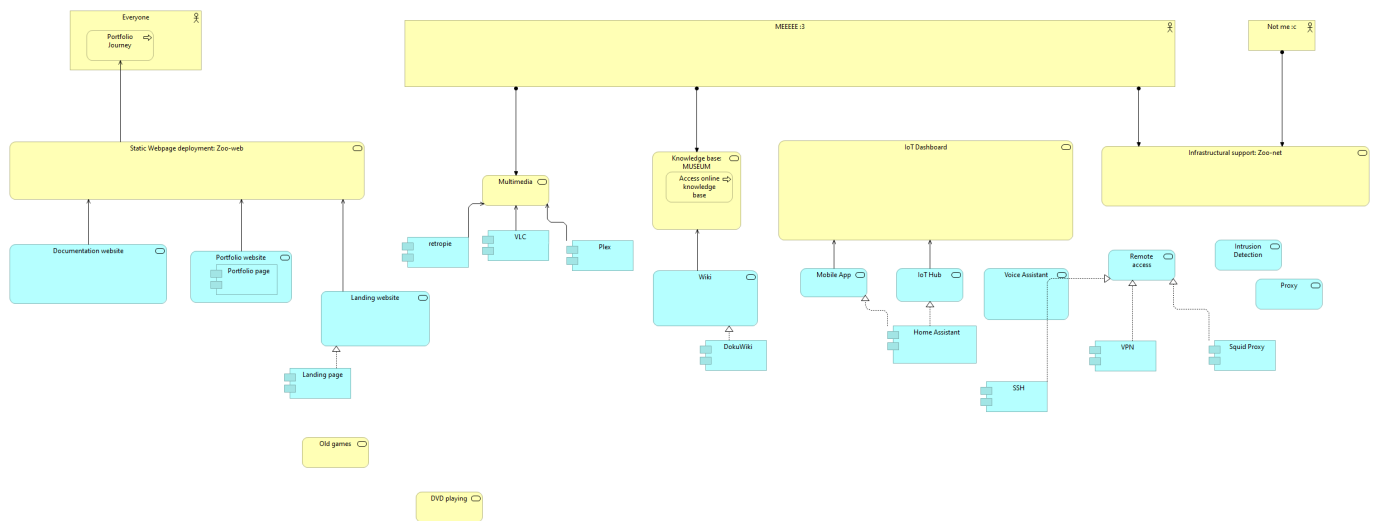 Everyone
Portfolio
Journey
MEEEEE :3
Not me :c
Static Webpage deployment: Zoo-web
Multimedia
Knowledge base:
MUSEUM
Access online
knowledge
base
IoT Dashboard
Infrastructural support: Zoo-net
Documentation website
Portfolio website
Portfolio page
Landing website
Landing page
retropie
VLC
Plex
Wiki
DokuWiki
Mobile App
IoT Hub
Home Assistant
Voice Assistant
Remote
access
Intrusion
Detection
Proxy
SSH
VPN
Squid Proxy
Old games
DVD playing